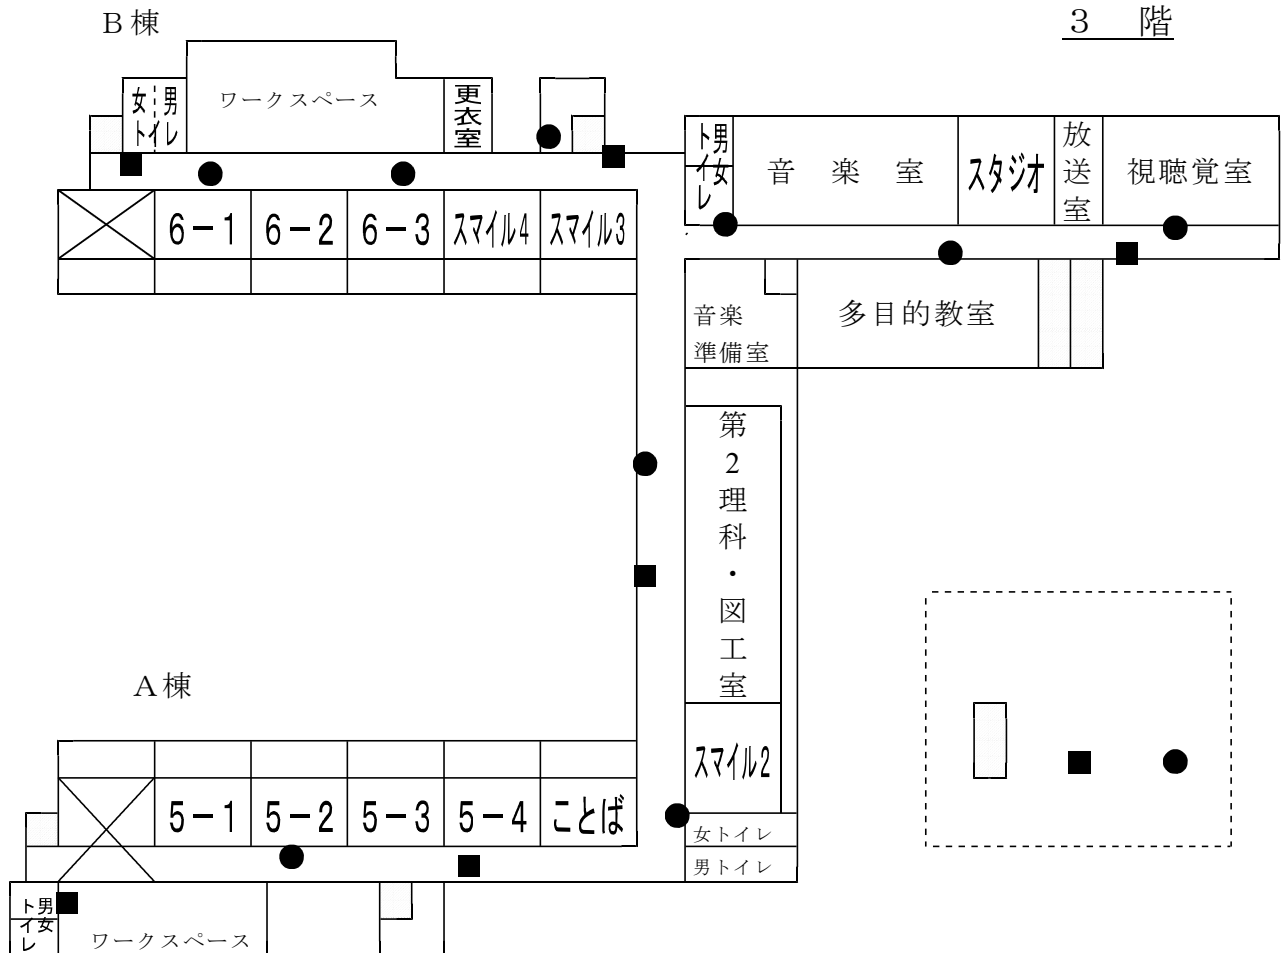 Ｂ棟
３　階
女 男
トイレ
ワークスペース
更衣室
男女
トイレ
音　楽　室
スタジオ
放送室
視聴覚室
６－１
６－２
６－３
スマイル４
スマイル３
音楽
準備室
多目的教室
第２理科・図工室
Ａ棟
スマイル２
５－１
５－２
５－３
５－４
ことば
女トイレ
男トイレ
男女
トイレ
ワークスペース